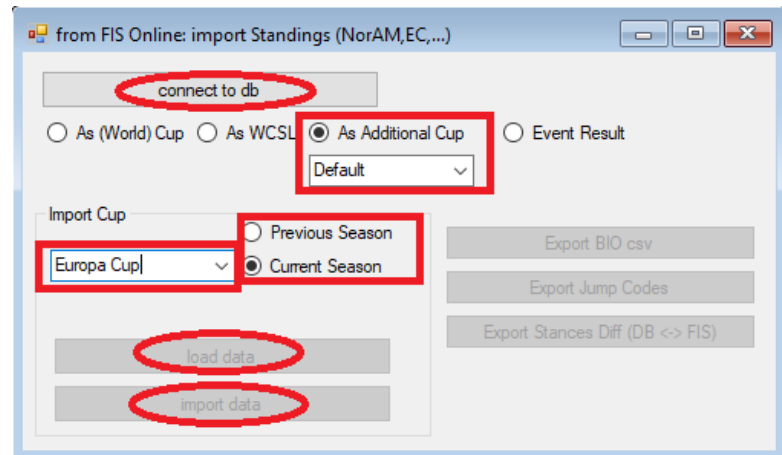 from FIS Online: import Standings (NorAM,EC,...)
connect to db
As (World) Cup As WCSL As Additional Cup Event Result
Default
Import Cup
Previous Season
Europa Cup Current Season
Export BIO csv
Export Jump Codes
Export Stances Diff (DB <-> FIS)
load data
import data